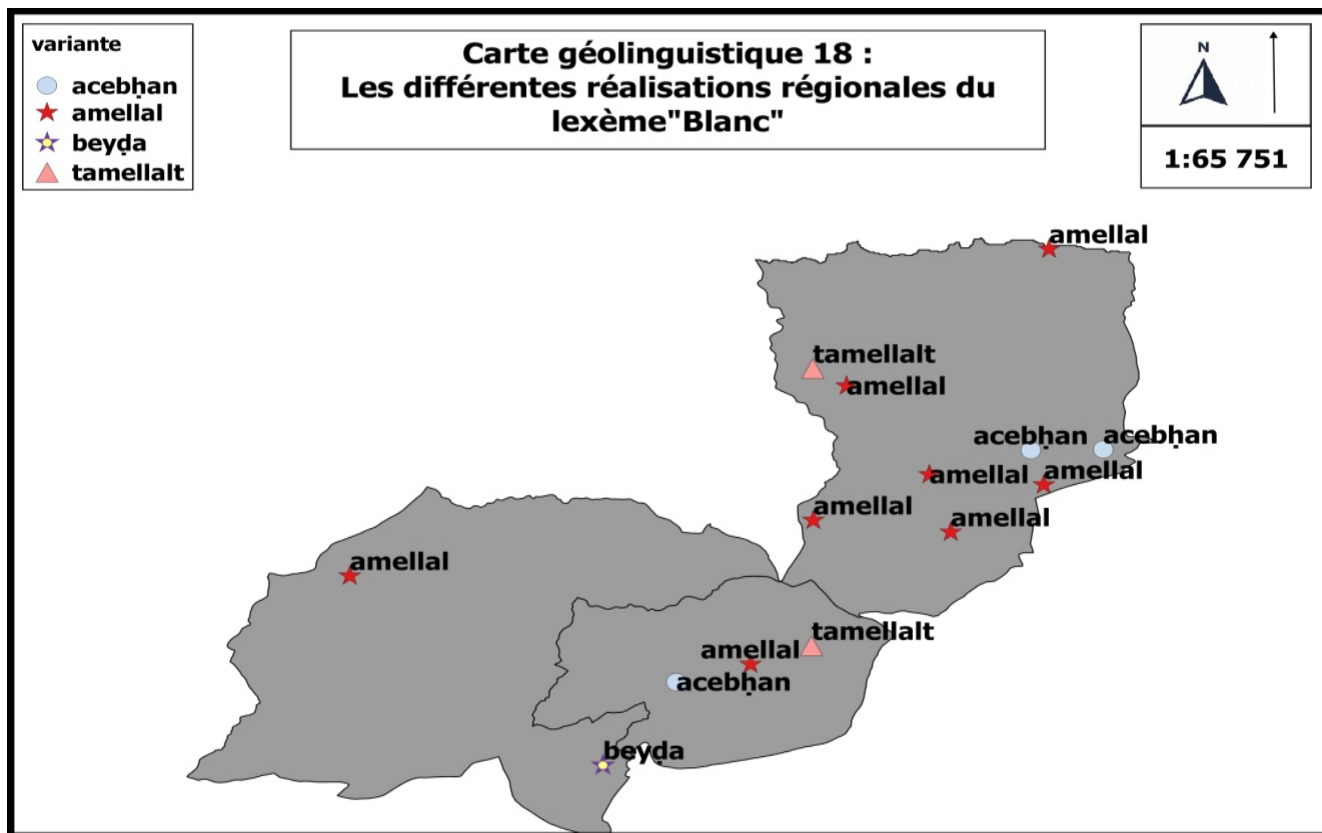 variante
acebḥan
amellal
beyḍa
tamellalt
Carte géolinguistique 18 :
Les différentes réalisations régionales du
lexème"Blanc"
N
1:65 751
amellal
tamellalt
amellal
acebḥan
acebḥan
amellal
amellal
amellal
amellal
amellal
tamellalt
amellal
acebḥan
beyḍa